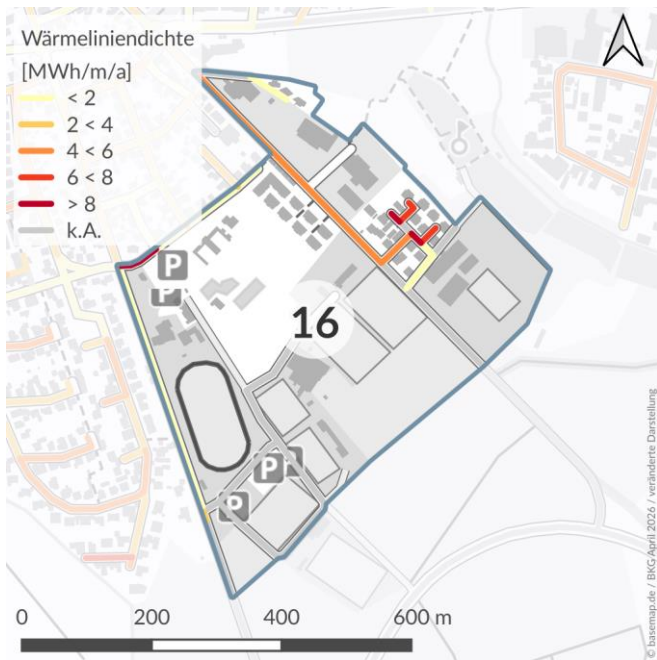 Wärmeliniendichte
[MWh/m/a]
< 2
2 < 4
4 < 6
6 < 8
> 8
k.A.
P
P
16
P
P
P
0 200 400 600 m
© basemap.de / BKG April 2026 / veränderte Darstellung